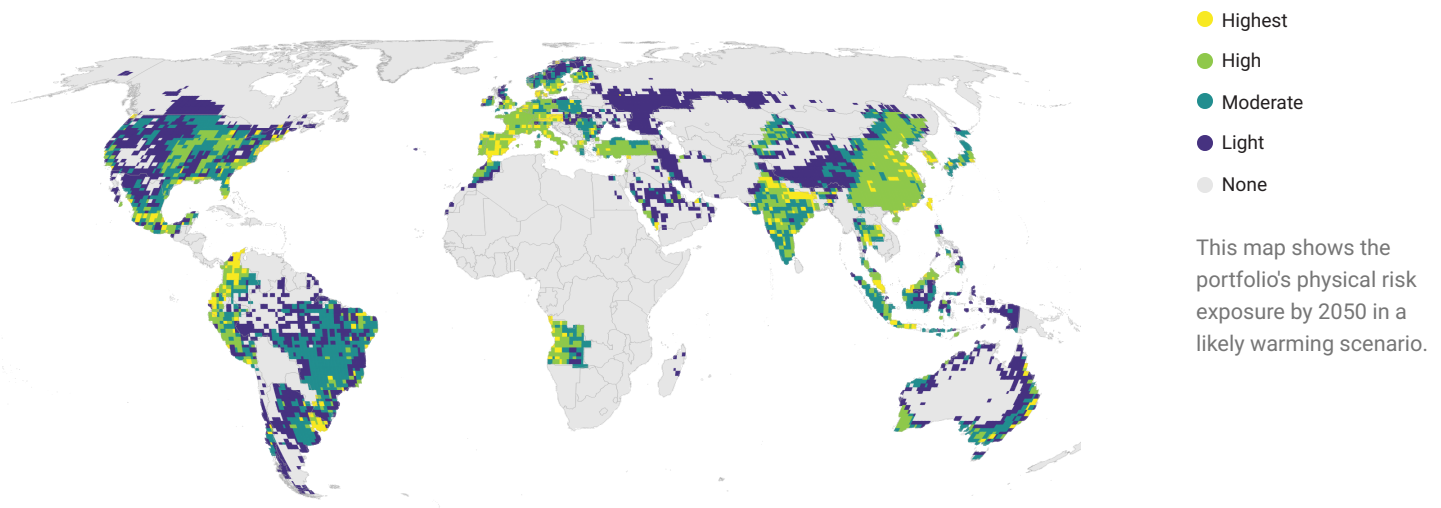 Highest
High
Moderate
Light
None
This map shows the
portfolio's physical risk
exposure by 2050 in a
likely warming scenario.